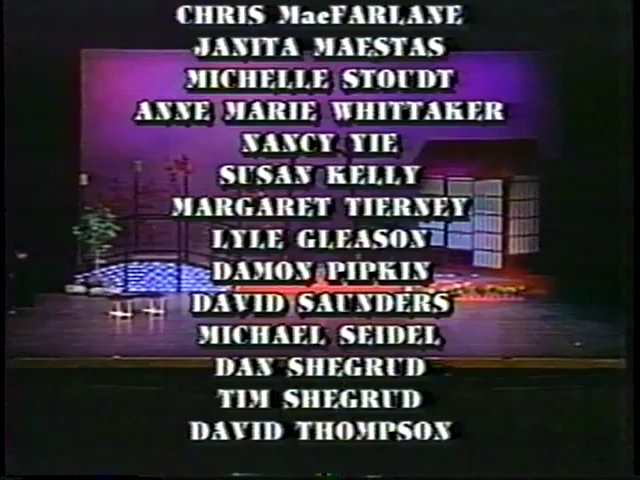 CHRIS MacFARLANE
JANITA MAESTAS
MICHELLE STOUDT
ANNE MARIE WHITTAKER
NANCY YIE
SUSAN KELLY
MARGARET TIERNEY
LYLE GLEASON
DAMON PIPKIN
DAVID SAUNDERS
MICHAEL SEIDEL
DAN SHEGRUD
TIM SHEGRUD
DAVID THOMPSON